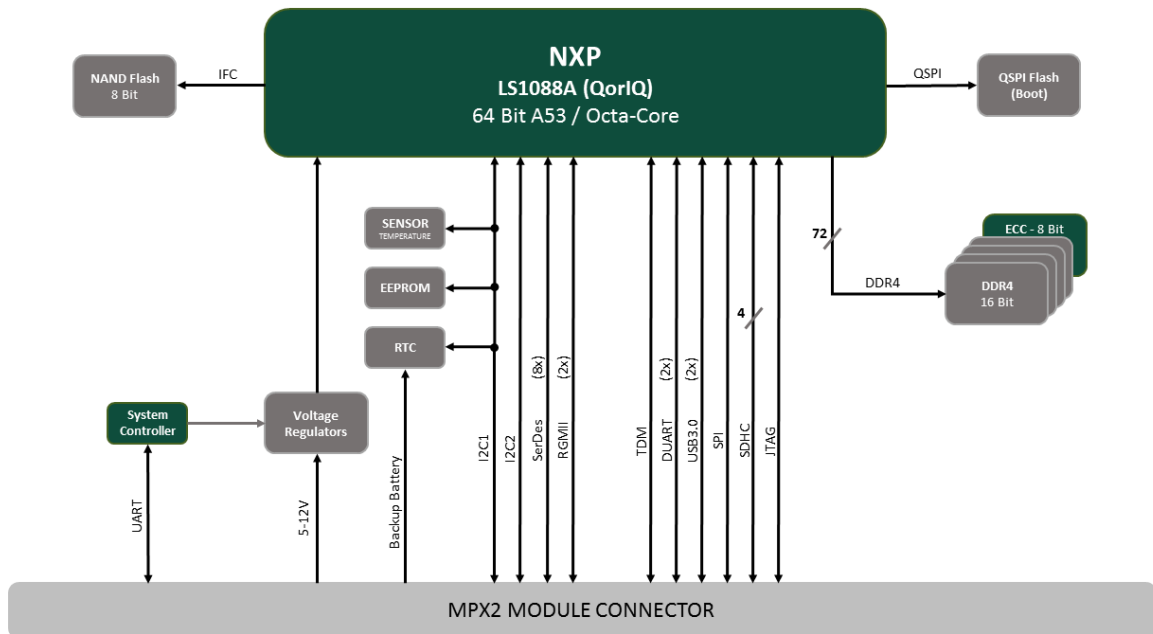 NXP
LS1088A (QorIQ)
64 Bit A53 / Octa-Core
NAND Flash
8 Bit
IFC
QSPI
QSPI Flash
(Boot)
SENSOR
TEMPERATURE
EEPROM
RTC
72
ECC - 8 Bit
DDR4
DDR4
16 Bit
4
System
Controller
Voltage
Regulators
UART
5-12V
Backup Battery
I2C1
I2C2
SerDes (8x)
RGMII (2x)
TDM
DUART (2x)
USB3.0 (2x)
SPI
SDHC
JTAG
MPX2 MODULE CONNECTOR